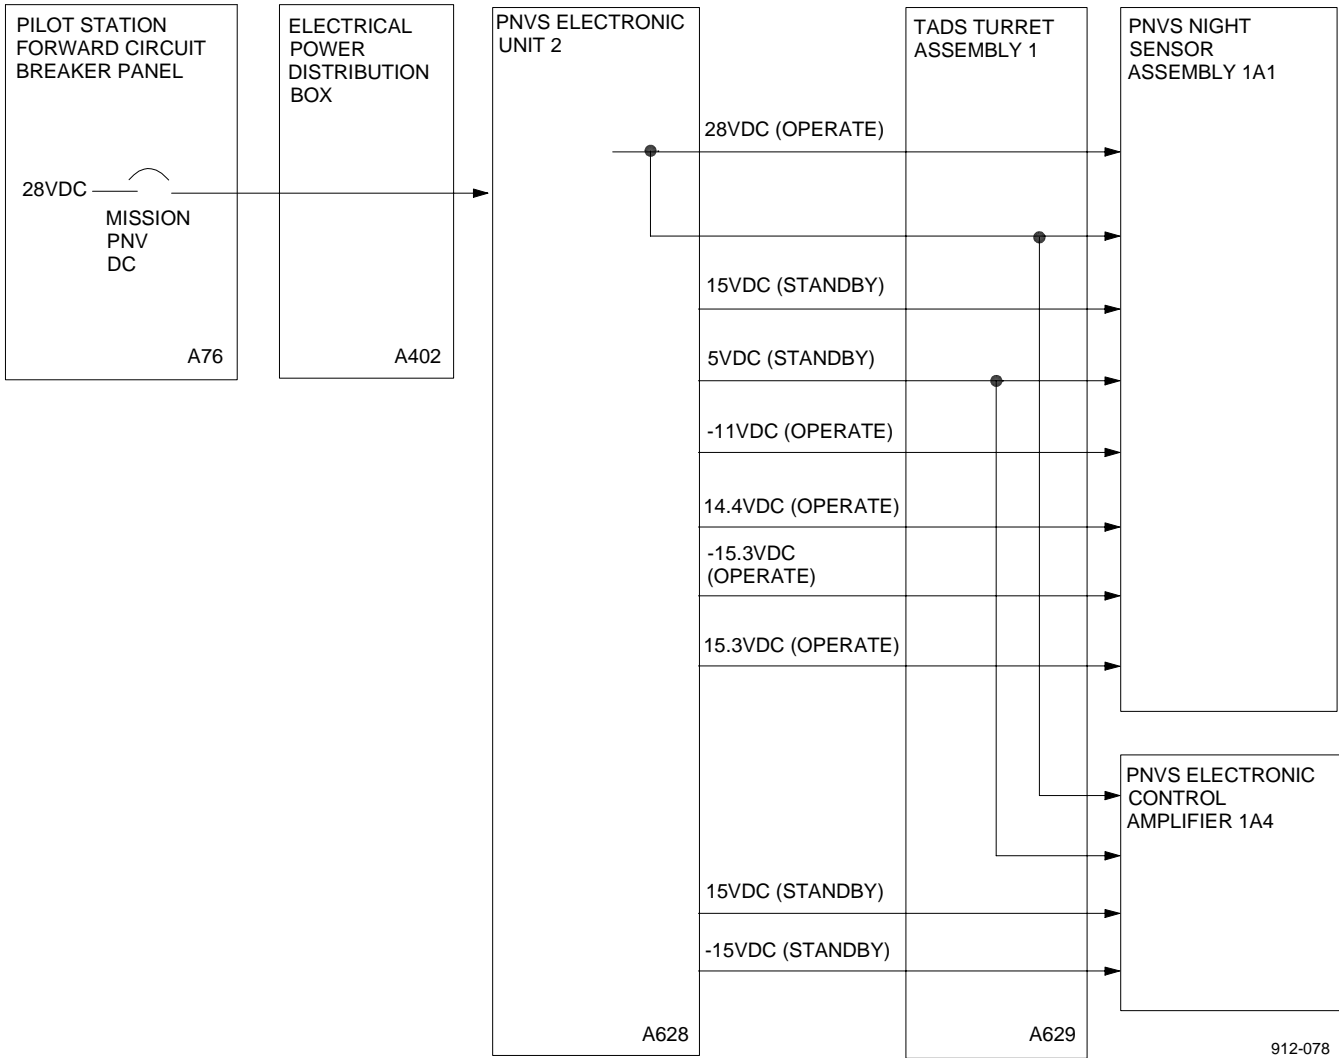 PILOT STATION
FORWARD CIRCUIT
BREAKER PANEL
28VDC
MISSION
PNV
DC
A76
ELECTRICAL
POWER
DISTRIBUTION
BOX
A402
PNVS ELECTRONIC
UNIT 2
A628
28VDC (OPERATE)
15VDC (STANDBY)
5VDC (STANDBY)
-11VDC (OPERATE)
14.4VDC (OPERATE)
-15.3VDC
(OPERATE)
15.3VDC (OPERATE)
15VDC (STANDBY)
-15VDC (STANDBY)
TADS TURRET
ASSEMBLY 1
A629
PNVS NIGHT
SENSOR
ASSEMBLY 1A1
PNVS ELECTRONIC
CONTROL
AMPLIFIER 1A4
912-078